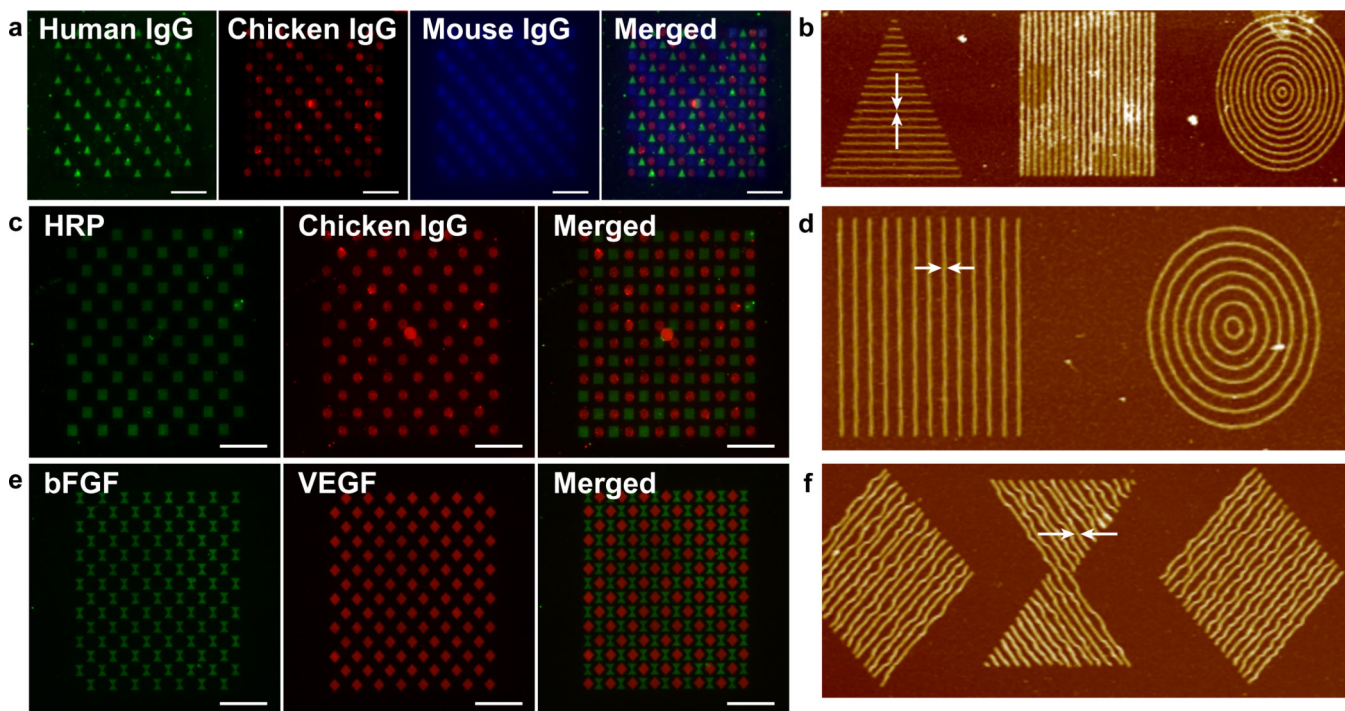 a Human IgG Chicken IgG Mouse IgG Merged b
c HRP Chicken IgG Merged d
e bFGF VEGF Merged f